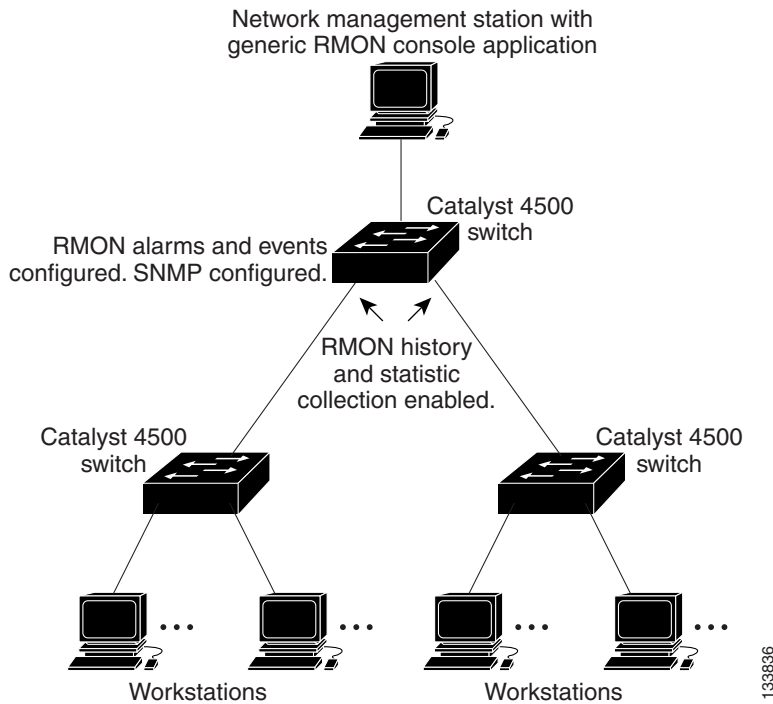 Network management station with
generic RMON console application
Catalyst 4500
switch
RMON alarms and events
configured. SNMP configured.
RMON history
and statistic
collection enabled.
Catalyst 4500
switch
Catalyst 4500
switch
Workstations
Workstations
133836